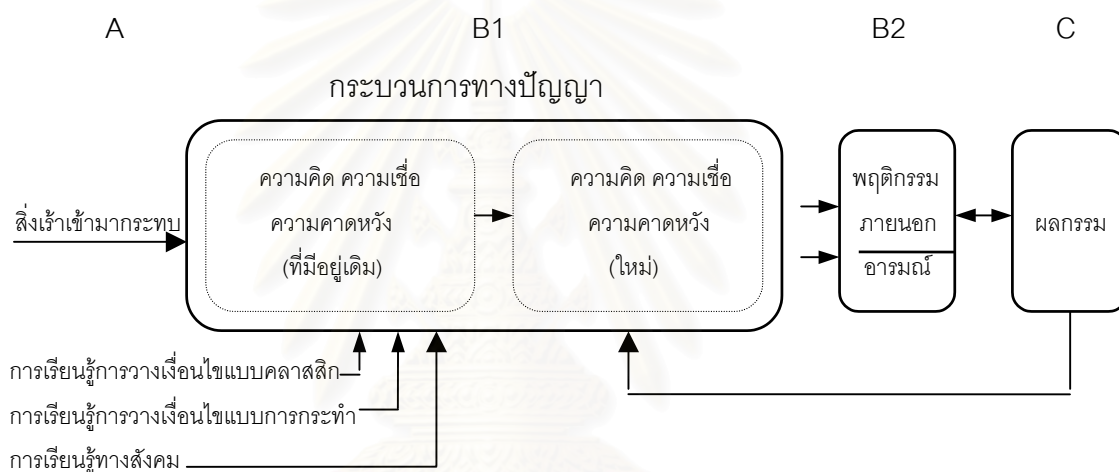 A B1 B2 C
กระบวนการทางปัญญา
ความคิด ความเชื่อ
ความคาดหวัง
(ที่มีอยู่เดิม)
ความคิด ความเชื่อ
ความคาดหวัง
(ใหม่)
พฤติกรรม
ภายนอก
อารมณ์
ผลกรรม
สิ่งเร้าเข้ามากระทบ
การเรียนรู้การวางเงื่อนไขแบบคลาสสิก
การเรียนรู้การวางเงื่อนไขแบบการกระทำ
การเรียนรู้ทางสังคม